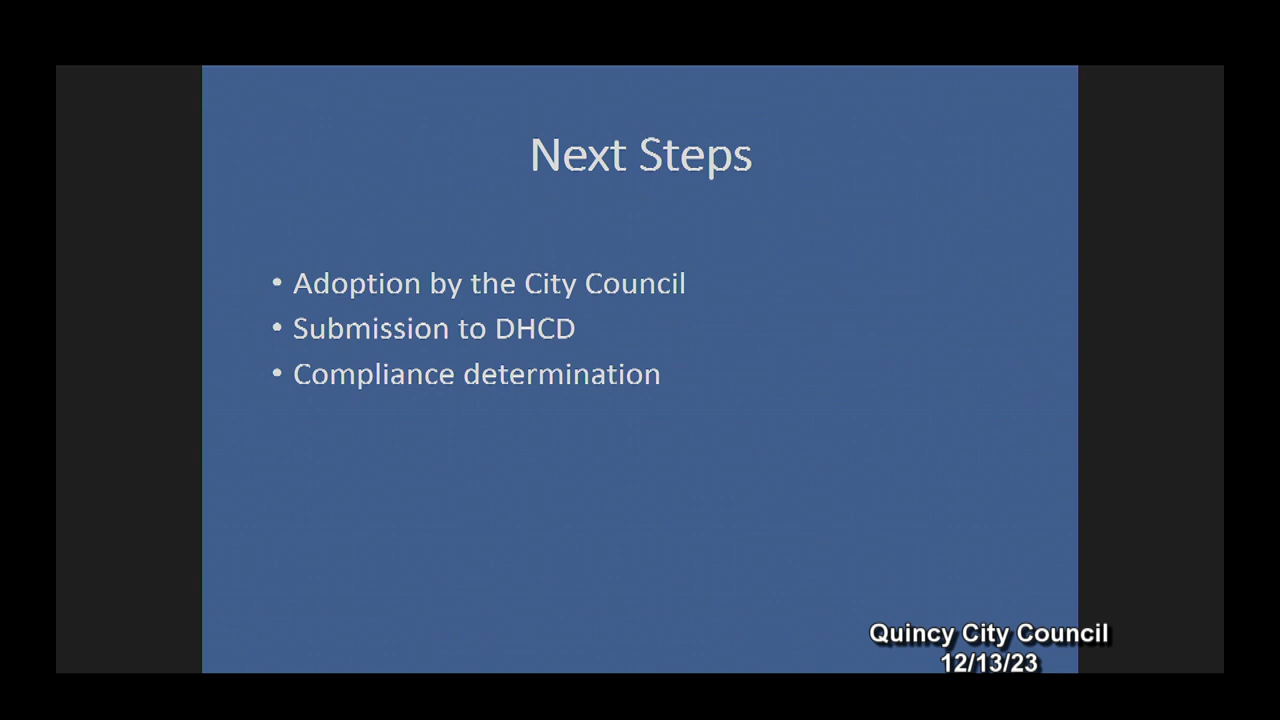 Next Steps
• Adoption by the City Council
• Submission to DHCD
• Compliance determination
Quincy City Council
12/13/23